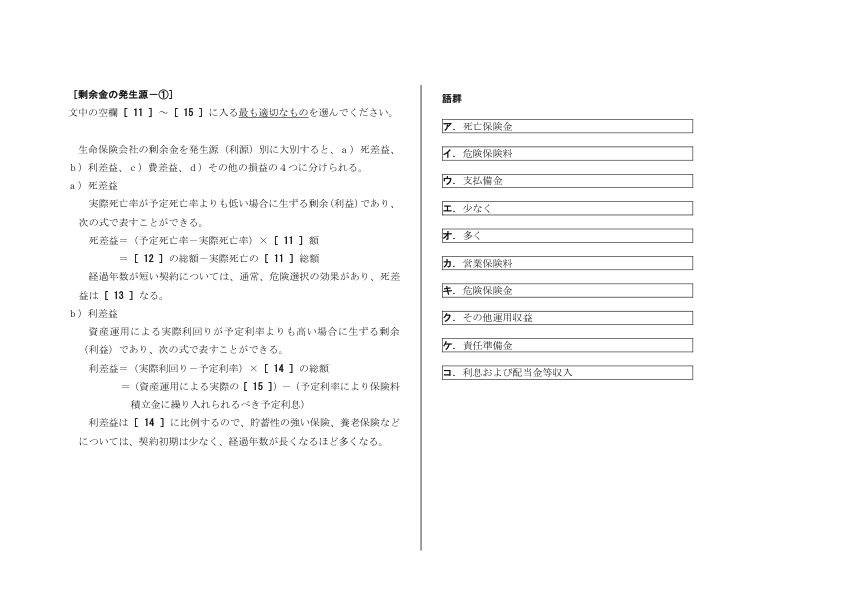 ［剰余金の発生源－①］
文中の空欄［ 11 ］～［ 15 ］に入る最も適切なものを選んでください。
生命保険会社の剰余金を発生源（利源）別に大別すると、ａ）死差益、
ｂ）利差益、ｃ）費差益、ｄ）その他の損益の４つに分けられる。
ａ）死差益
実際死亡率が予定死亡率よりも低い場合に生ずる剰余(利益)であり、
次の式で表すことができる。
死差益＝（予定死亡率－実際死亡率）×［ 11 ］額
＝［ 12 ］の総額－実際死亡の［ 11 ］総額
経過年数が短い契約については、通常、危険選択の効果があり、死差
益は［ 13 ］なる。
ｂ）利差益
資産運用による実際利回りが予定利率よりも高い場合に生ずる剰余
（利益）であり、次の式で表すことができる。
利差益＝（実際利回り－予定利率）×［ 14 ］の総額
＝（資産運用による実際の［ 15 ］）－（予定利率により保険料
積立金に繰り入れられるべき予定利息）
利差益は［ 14 ］に比例するので、貯蓄性の強い保険、養老保険など
については、契約初期は少なく、経過年数が長くなるほど多くなる。
語群
ア．死亡保険金
イ．危険保険料
ウ．支払備金
エ．少なく
オ．多く
カ．営業保険料
キ．危険保険金
ク．その他運用収益
ケ．責任準備金
コ．利息および配当金等収入